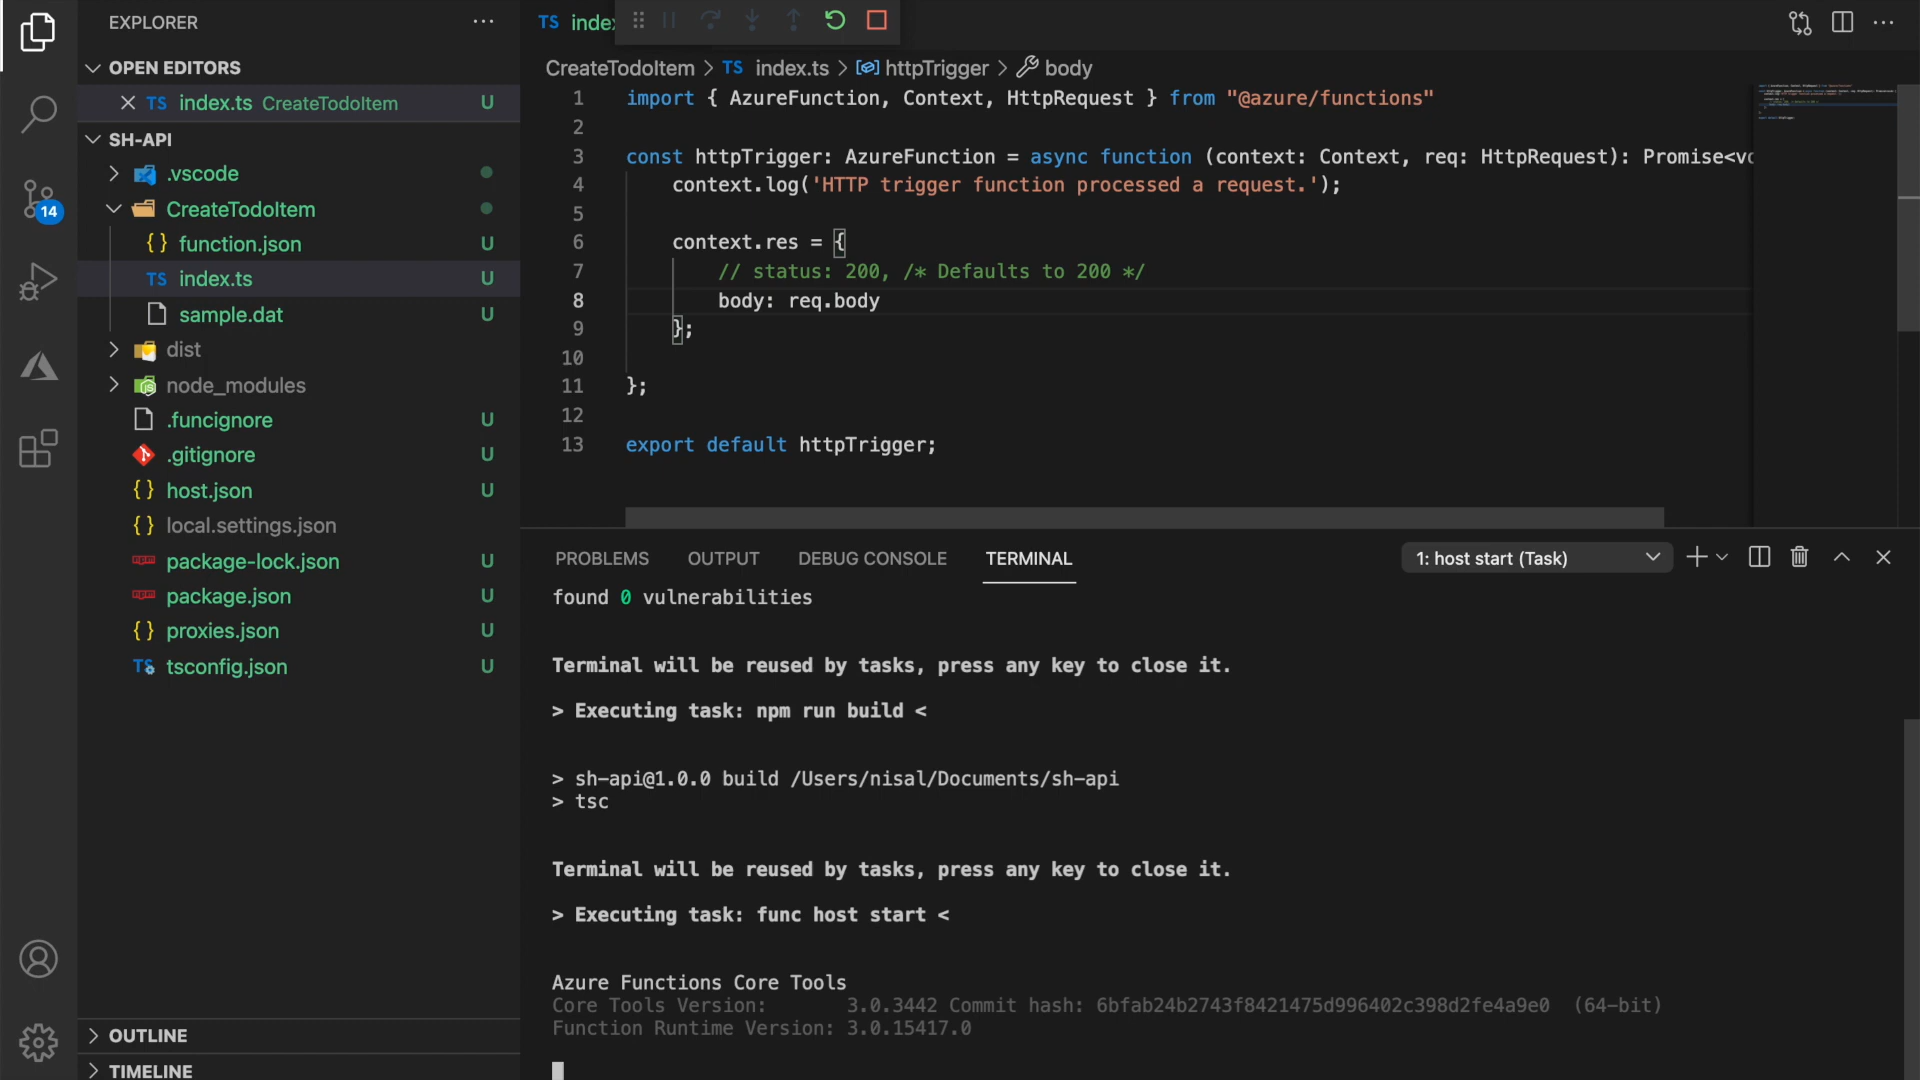 EXPLORER
OPEN EDITORS
TS index.ts CreateTodoItem U
SH-API
.vscode
CreateTodoItem
{} function.json U
TS index.ts U
sample.dat U
dist
node_modules
.funcignore U
.gitignore U
{} host.json U
{} local.settings.json
package-lock.json U
package.json U
{} proxies.json U
TS tsconfig.json U
OUTLINE
TIMELINE
14
TS index
CreateTodoItem > TS index.ts > httpTrigger > body
1 import { AzureFunction, Context, HttpRequest } from "@azure/functions"
2
3 const httpTrigger: AzureFunction = async function (context: Context, req: HttpRequest): Promise<vo
4 context.log('HTTP trigger function processed a request.');
5
6 context.res = {
7 // status: 200, /* Defaults to 200 */
8 body: req.body
9 };
10
11 };
12
13 export default httpTrigger;
PROBLEMS OUTPUT DEBUG CONSOLE TERMINAL 1: host start (Task)
found 0 vulnerabilities
Terminal will be reused by tasks, press any key to close it.
> Executing task: npm run build <
> sh-api@1.0.0 build /Users/nisal/Documents/sh-api
> tsc
Terminal will be reused by tasks, press any key to close it.
> Executing task: func host start <
Azure Functions Core Tools
Core Tools Version: 3.0.3442 Commit hash: 6bfab24b2743f8421475d996402c398d2fe4a9e0 (64-bit)
Function Runtime Version: 3.0.15417.0